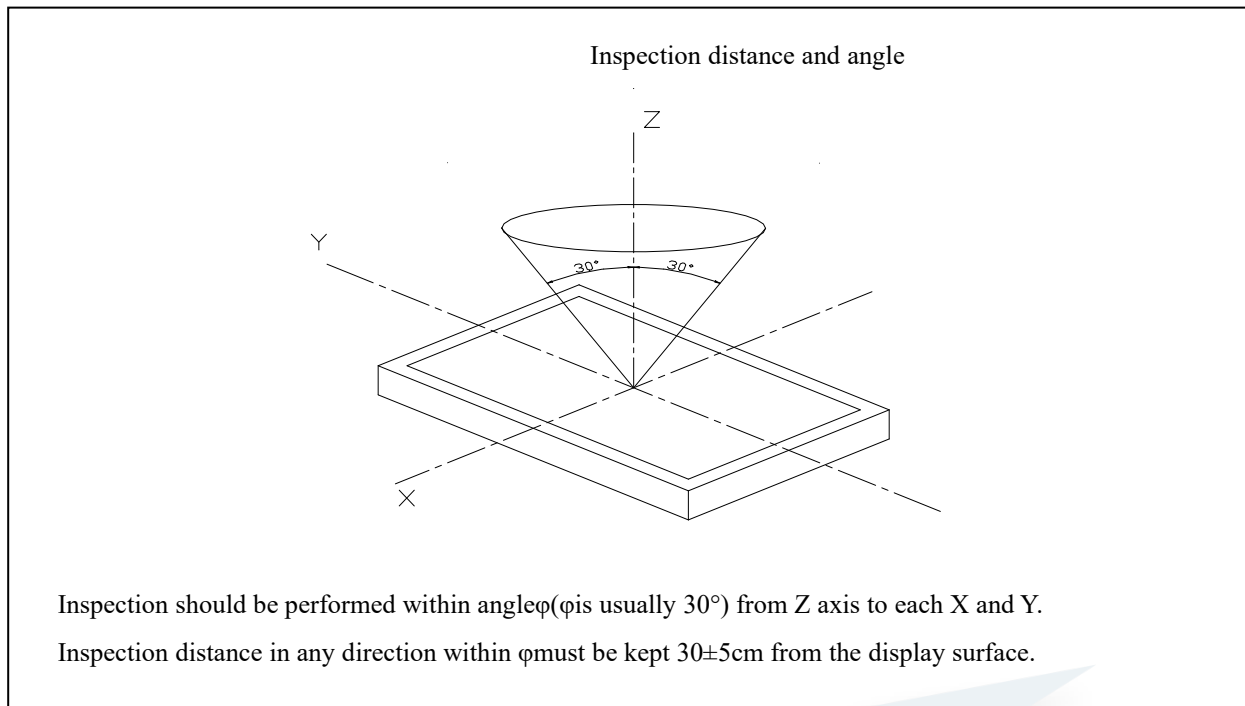 Inspection distance and angle
Z
Y
30° 30°
X
Inspection should be performed within angleφ(φis usually 30°) from Z axis to each X and Y.
Inspection distance in any direction within φmust be kept 30±5cm from the display surface.